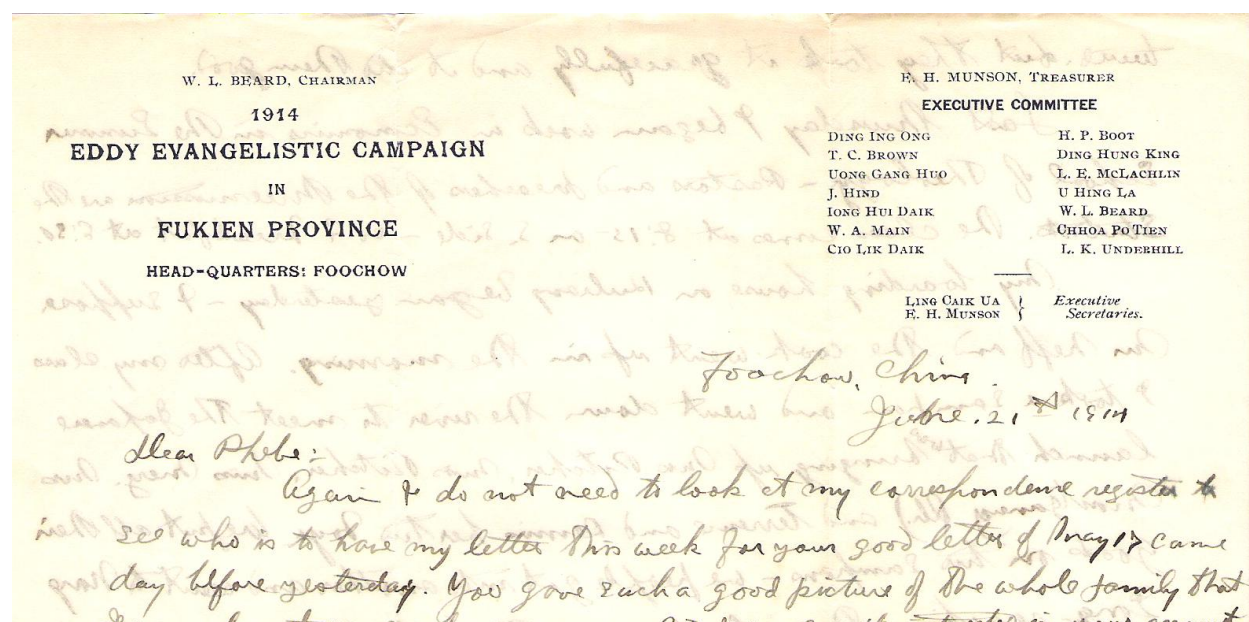 W. L. BEARD, CHAIRMAN
1914
EDDY EVANGELISTIC CAMPAIGN
IN
FUKIEN PROVINCE
HEAD-QUARTERS: FOOCHOW
E. H. MUNSON, TREASURER
EXECUTIVE COMMITTEE
DING ING ONG
T. C. BROWN
UONG GANG HUO
J. HIND
IONG HUI DAIK
W. A. MAIN
CIO LIK DAIK
H. P. BOOT
DING HUNG KING
L. E. MCLACHLIN
U HING LA
W. L. BEARD
CHHOA PO TIEN
L. K. UNDERHILL
LING CAIK UA
E. H. MUNSON
Executive
Secretaries.
Foochow, China.
June. 21st 1914
Dear Phebe:
Again I do not need to look at my correspondence register to
see who is to have my letter this week for your good letter of May 17 came
day before yesterday. You gave such a good picture of the whole family that